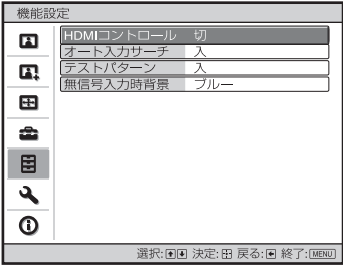 機能設定
HDMIコントロール 切
オート入力サーチ 入
テストパターン 入
無信号入力時背景 ブルー
選択: 決定: 戻る: 終了:MENU